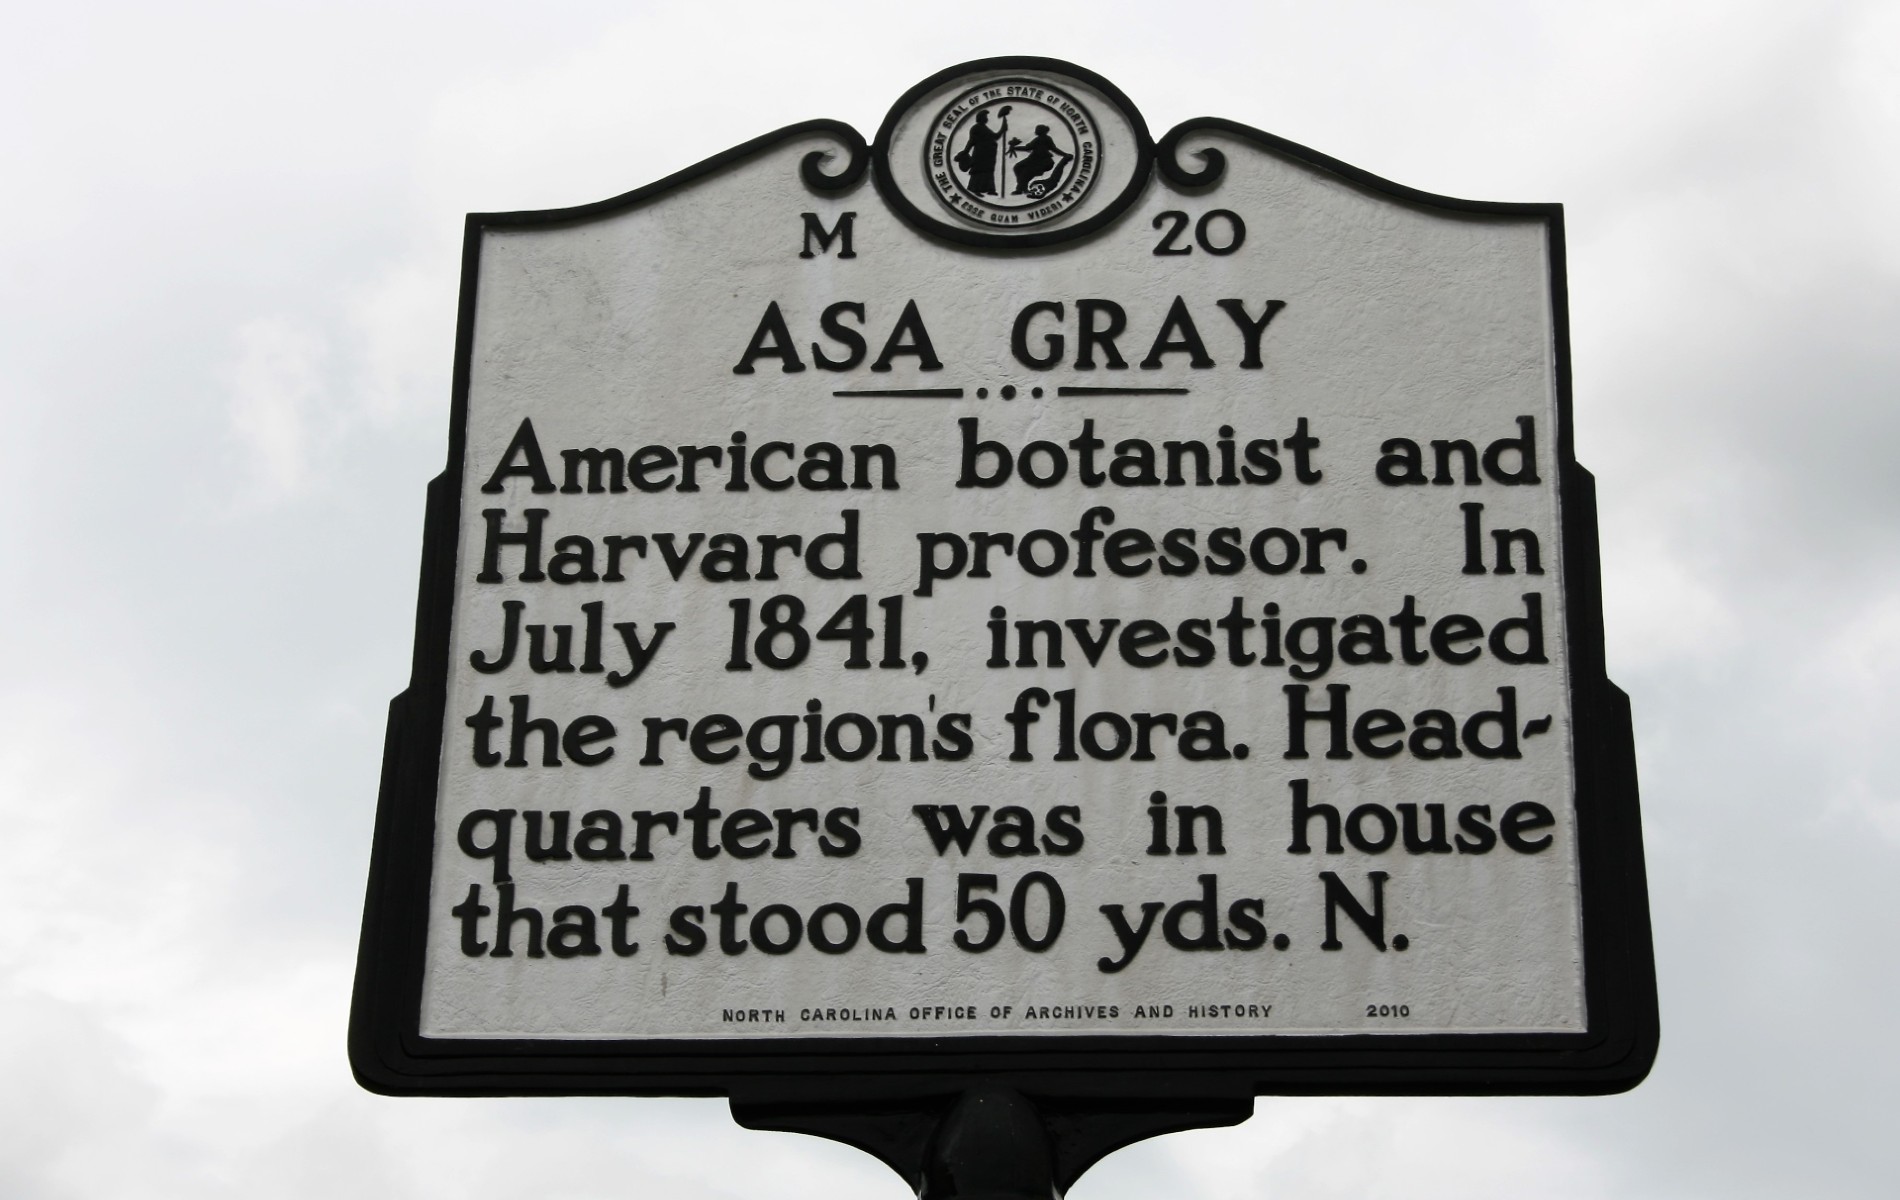 THE GREAT SEAL OF THE STATE OF NORTH CAROLINA
ESSE QUAM VIDERI
M 20
ASA GRAY
American botanist and
Harvard professor. In
July 1841, investigated
the region's flora. Head-
quarters was in house
that stood 50 yds. N.
NORTH CAROLINA OFFICE OF ARCHIVES AND HISTORY 2010